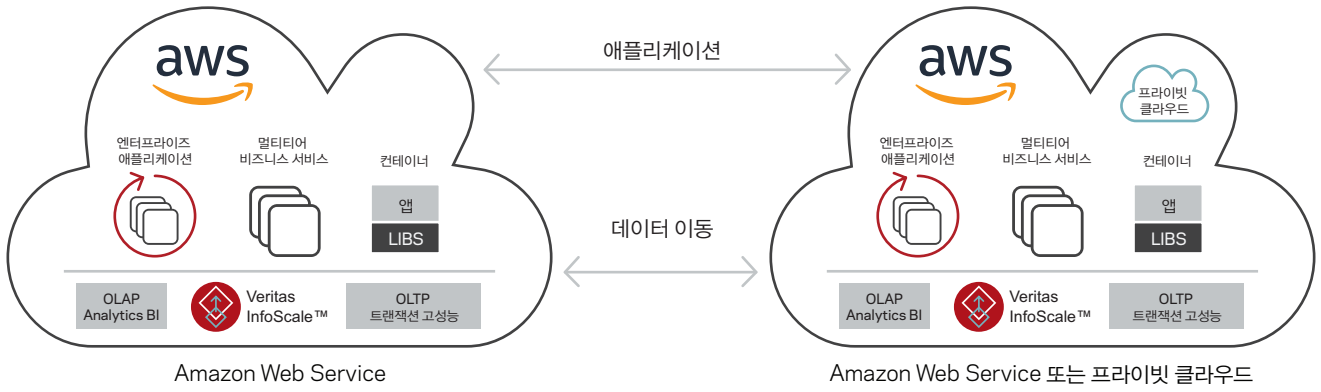 애플리케이션
aws
엔터프라이즈
애플리케이션
멀티티어
비즈니스 서비스
컨테이너
앱
LIBS
OLAP
Analytics BI
Veritas
InfoScale™
OLTP
트랜잭션 고성능
Amazon Web Service
데이터 이동
aws
프라이빗
클라우드
엔터프라이즈
애플리케이션
멀티티어
비즈니스 서비스
컨테이너
앱
LIBS
OLAP
Analytics BI
Veritas
InfoScale™
OLTP
트랜잭션 고성능
Amazon Web Service 또는 프라이빗 클라우드